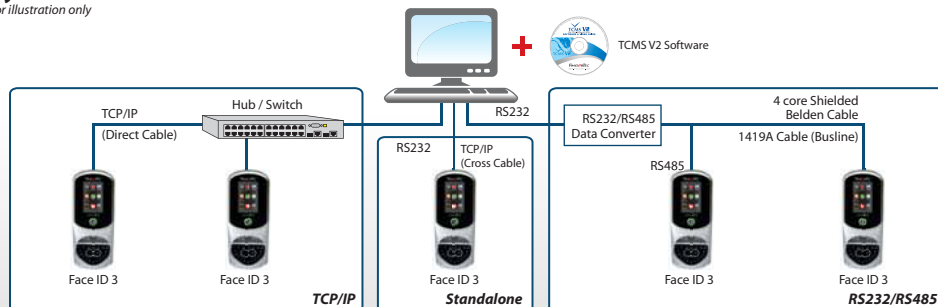 or illustration only
TCMS V2
TCMS V2 Software
TCP/IP
(Direct Cable)
Hub / Switch
RS232
RS232/RS485
Data Converter
4 core Shielded
Belden Cable
1419A Cable (Busline)
RS232
TCP/IP
(Cross Cable)
RS485
Face ID 3
Face ID 3
Face ID 3
Face ID 3
Face ID 3
TCP/IP
Standalone
RS232/RS485